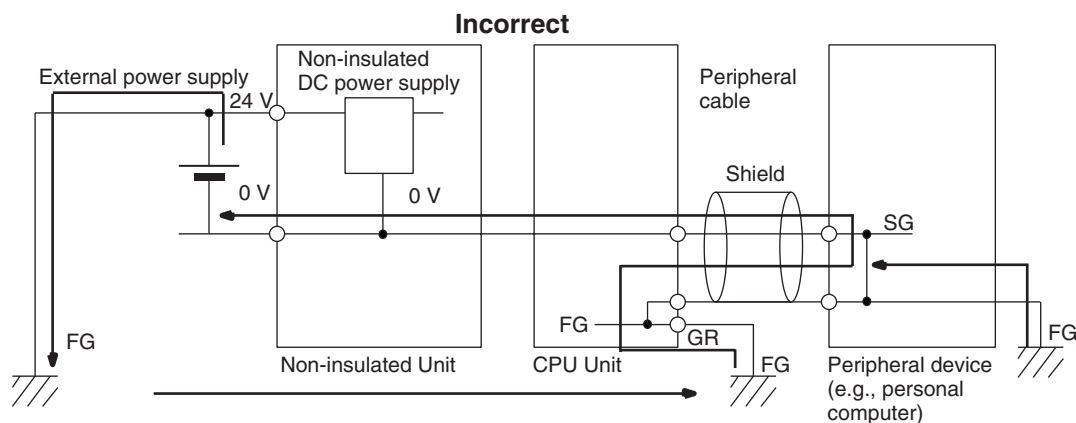 Incorrect
External power supply
24 V
Non-insulated
DC power supply
Peripheral
cable
Shield
0 V
0 V
SG
FG
FG
GR
FG
FG
Non-insulated Unit
CPU Unit
Peripheral device
(e.g., personal
computer)